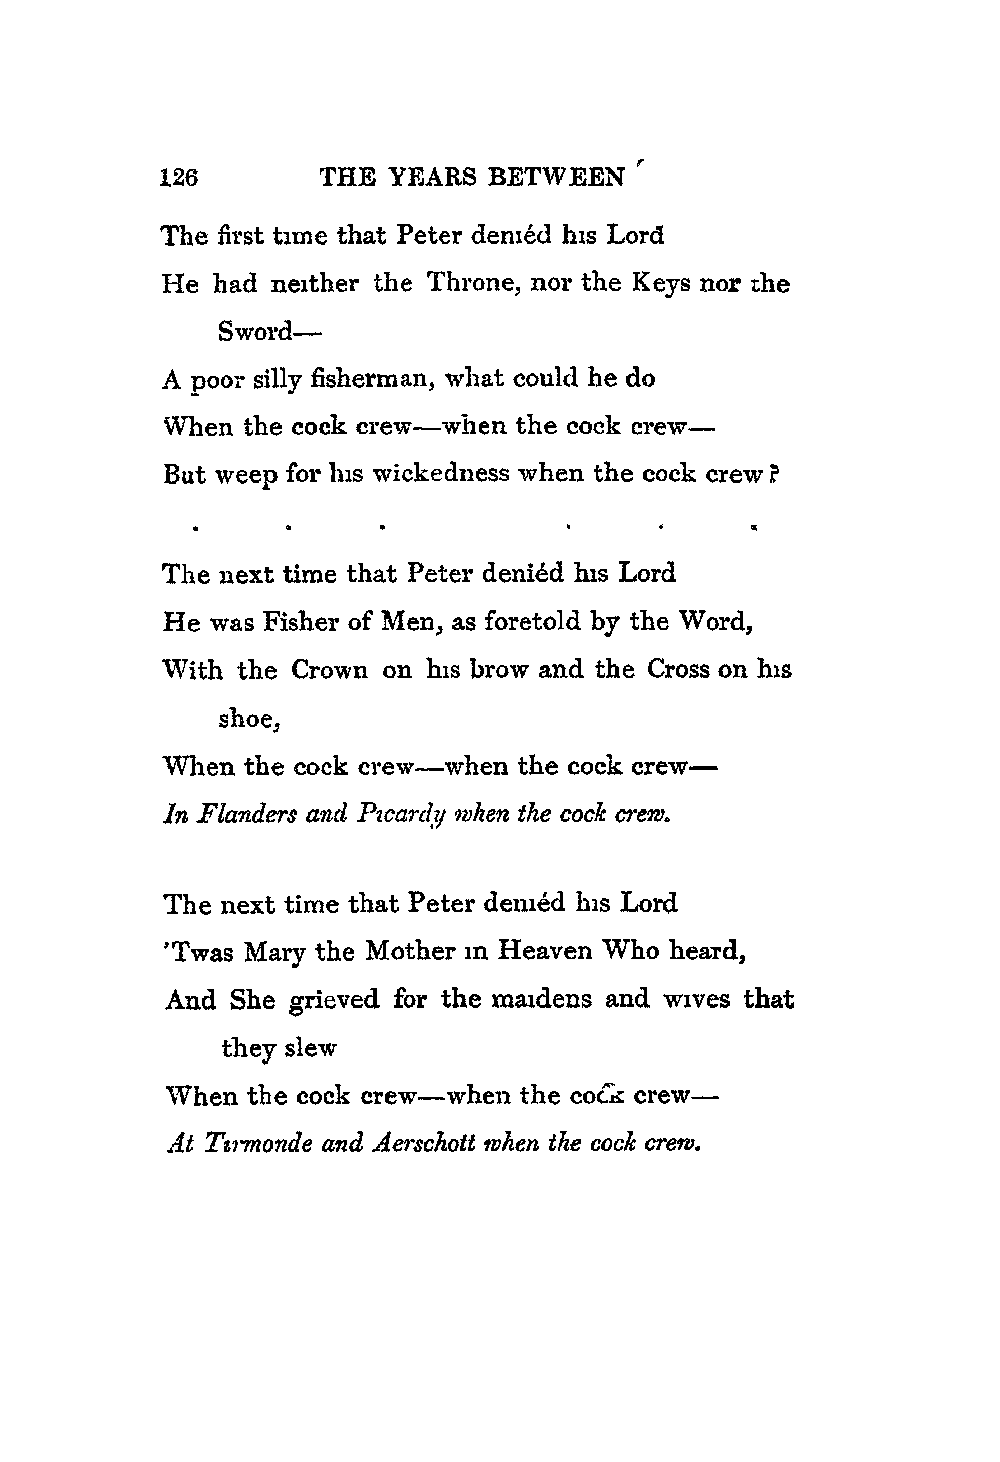 126 THE YEARS BETWEEN
The first time that Peter deniéd his Lord
He had neither the Throne, nor the Keys nor the
Sword—
A poor silly fisherman, what could he do
When the cock crew—when the cock crew—
But weep for his wickedness when the cock crew?
. . . . . .
The next time that Peter deniéd his Lord
He was Fisher of Men, as foretold by the Word,
With the Crown on his brow and the Cross on his
shoe,
When the cock crew—when the cock crew—
In Flanders and Picardy when the cock crew.
The next time that Peter deniéd his Lord
'Twas Mary the Mother in Heaven Who heard,
And She grieved for the maidens and wives that
they slew
When the cock crew—when the cock crew—
At Tirmonde and Aerschott when the cock crew.